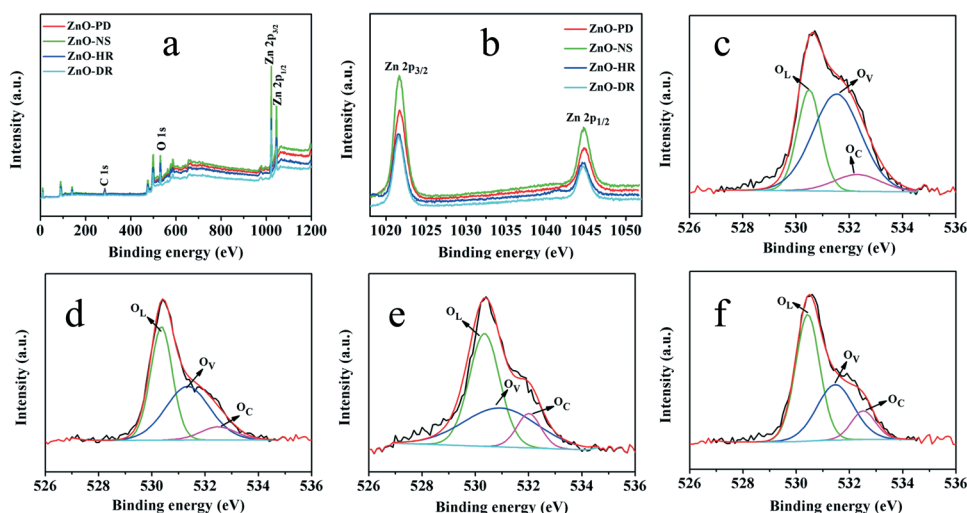 a
ZnO-PD
ZnO-NS
ZnO-HR
ZnO-DR
Zn 2p3/2
Zn 2p1/2
O 1s
C 1s
Intensity (a.u.)
0 200 400 600 800 1000 1200
Binding energy (eV)
b
ZnO-PD
ZnO-NS
ZnO-HR
ZnO-DR
Zn 2p3/2
Zn 2p1/2
Intensity (a.u.)
1020 1025 1030 1035 1040 1045 1050
Binding energy (eV)
c
OL
OV
OC
Intensity (a.u.)
526 528 530 532 534 536
Binding energy (eV)
d
OL
OV
OC
Intensity (a.u.)
526 528 530 532 534 536
Binding energy (eV)
e
OL
OV
OC
Intensity (a.u.)
526 528 530 532 534 536
Binding energy (eV)
f
OL
OV
OC
Intensity (a.u.)
526 528 530 532 534 536
Binding energy (eV)